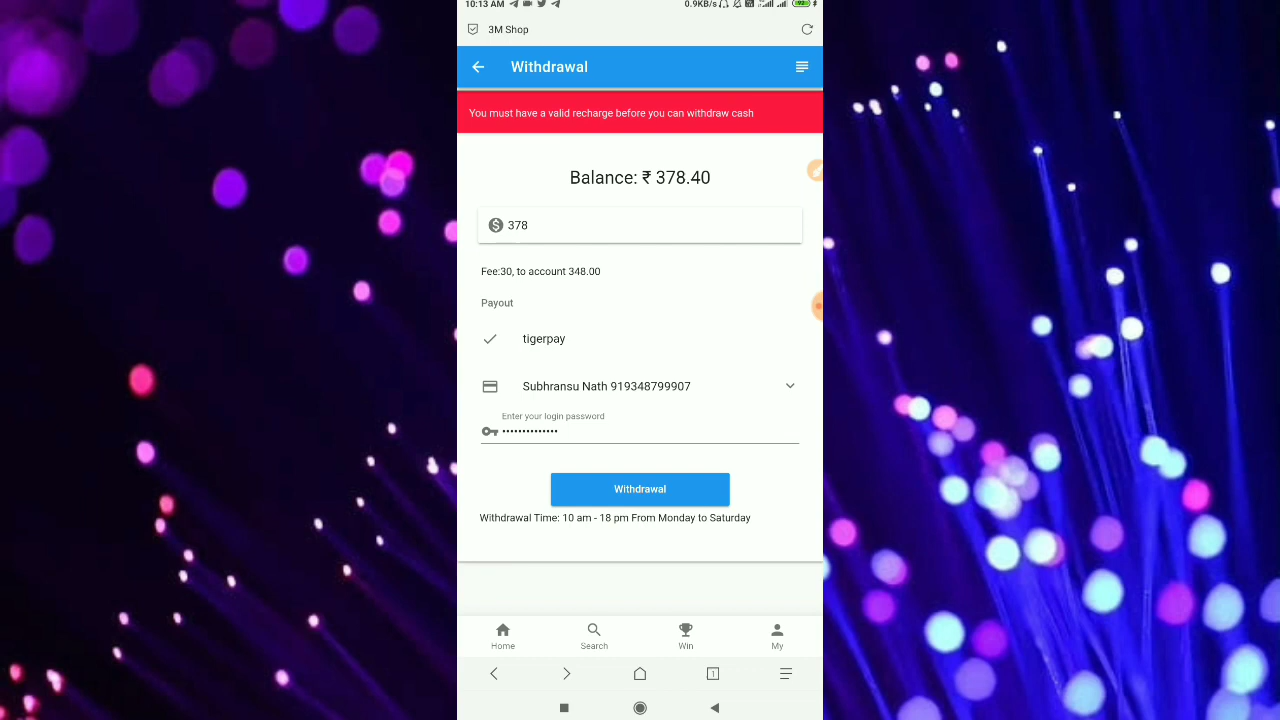 10:13 AM
0.9KB/s
92
3M Shop
Withdrawal
You must have a valid recharge before you can withdraw cash
Balance: ₹ 378.40
378
Fee:30, to account 348.00
Payout
tigerpay
Subhransu Nath 919348799907
Enter your login password
••••••••••••••
Withdrawal
Withdrawal Time: 10 am - 18 pm From Monday to Saturday
Home Search Win My
1